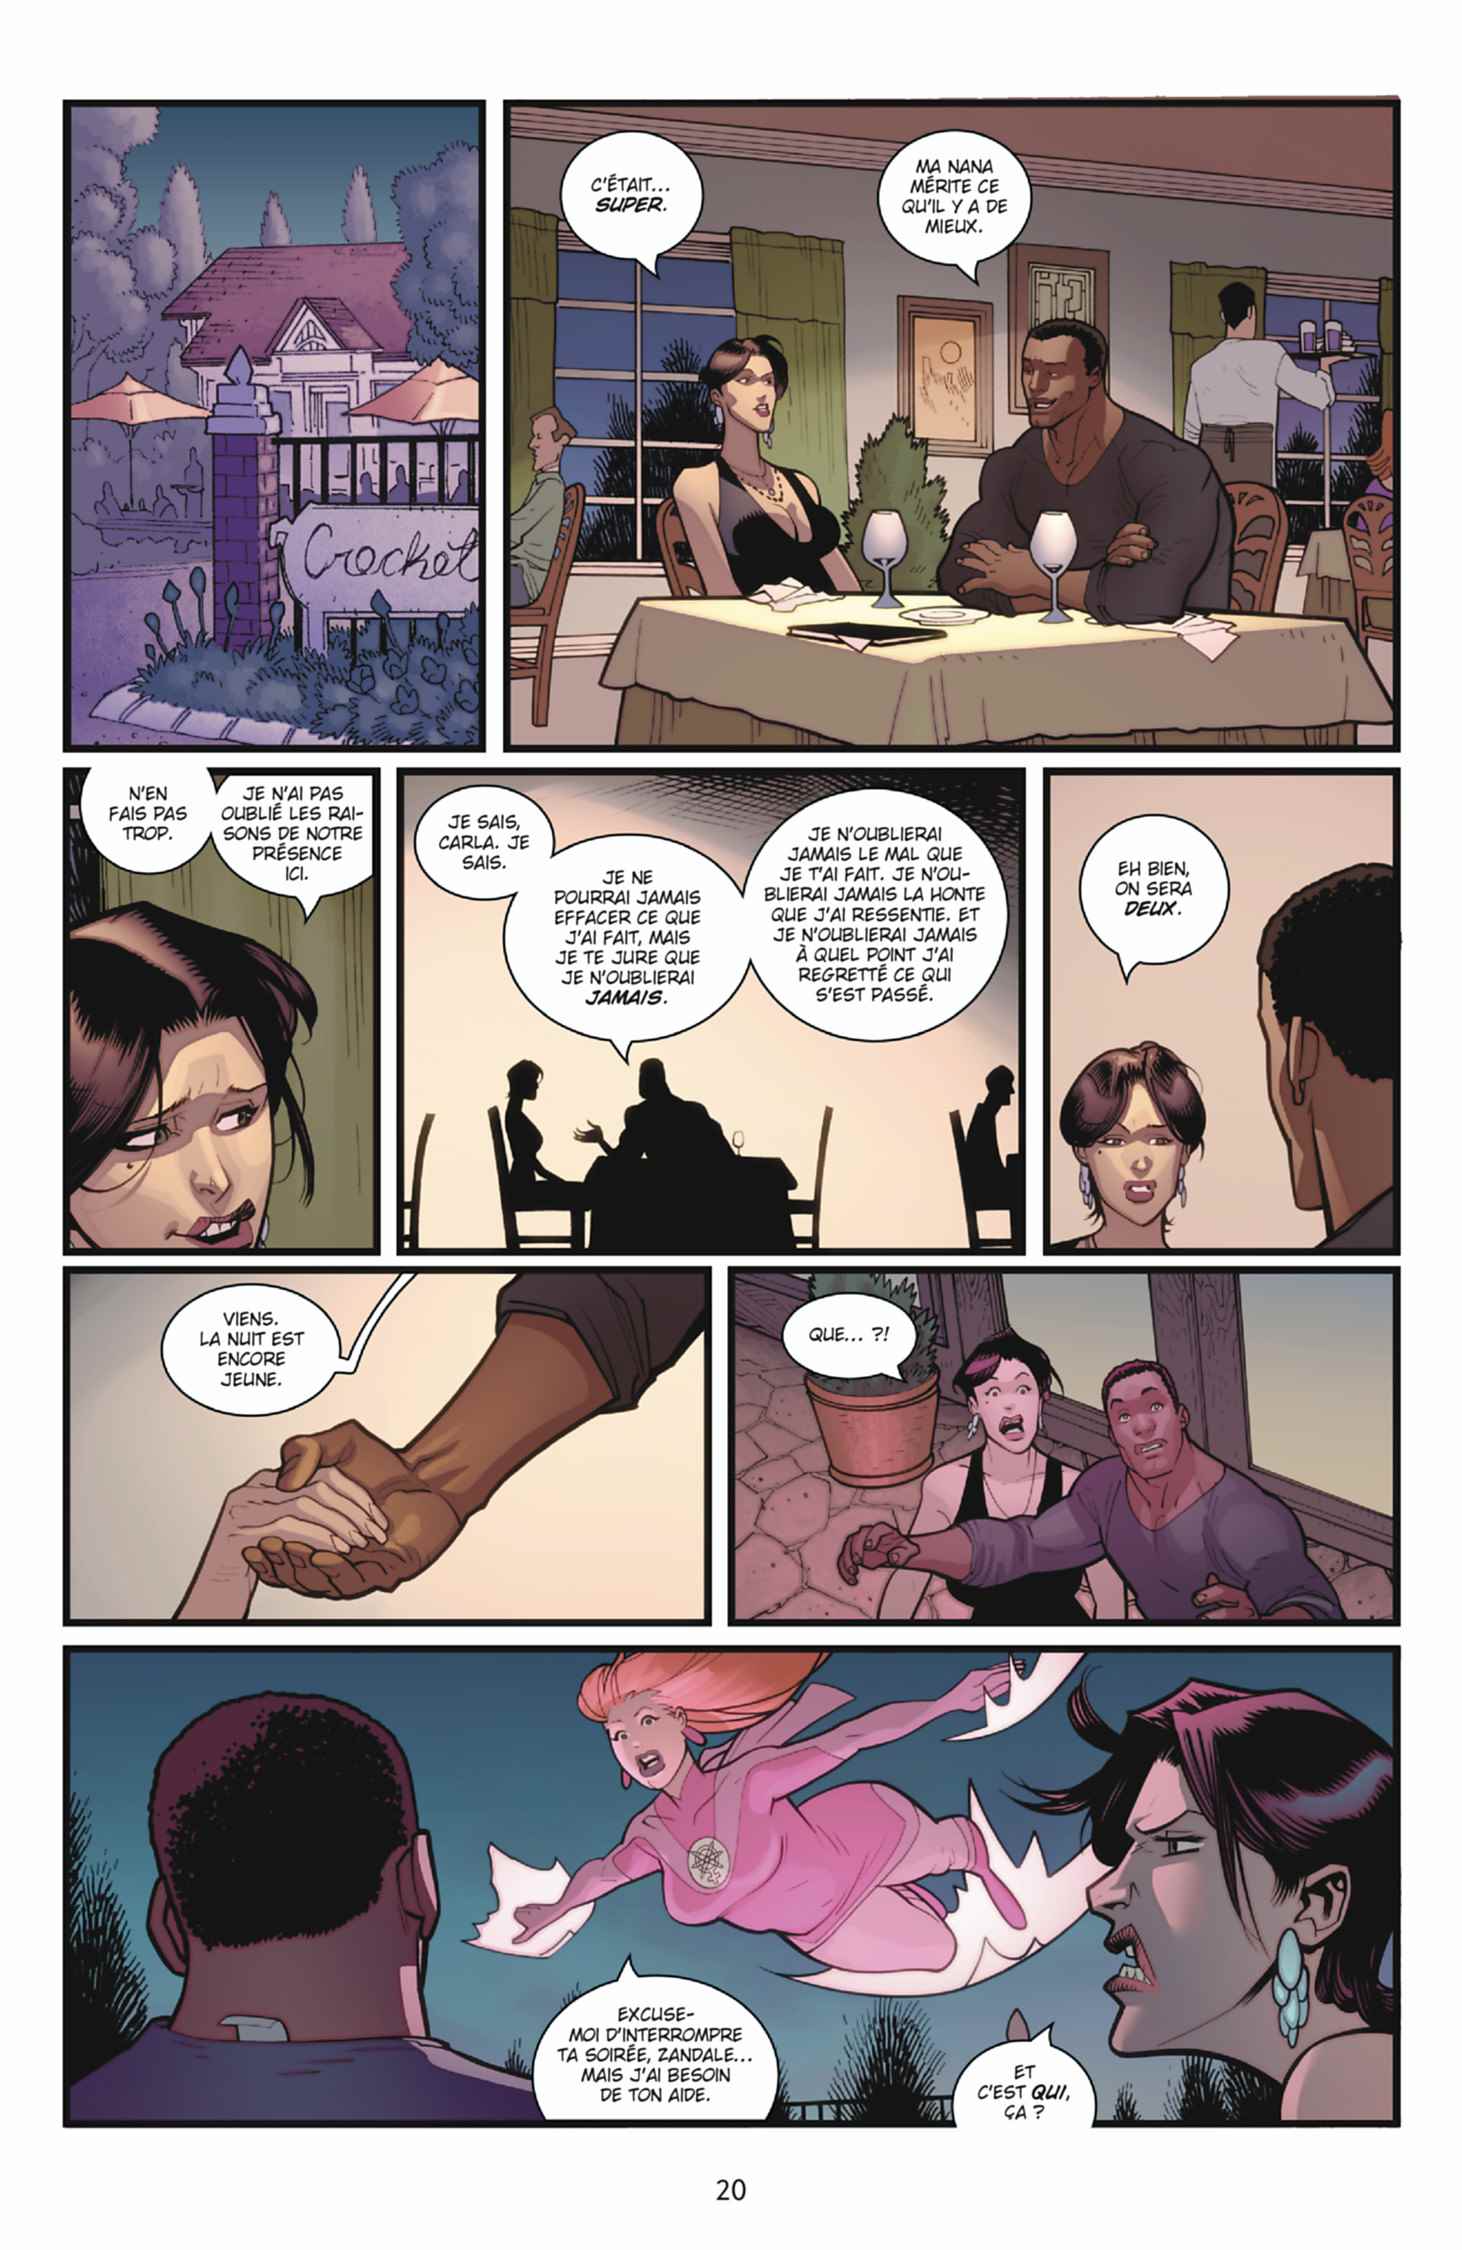 Crocket
C'ÉTAIT...
SUPER.
MA NANA
MÉRITE CE
QU'IL Y A DE
MIEUX.
N'EN
FAIS PAS
TROP.
JE N'AI PAS
OUBLIÉ LES RAI-
SONS DE NOTRE
PRÉSENCE
ICI.
JE SAIS,
CARLA. JE
SAIS.
JE NE
POURRAI JAMAIS
EFFACER CE QUE
J'AI FAIT, MAIS
JE TE JURE QUE
JE N'OUBLIERAI
JAMAIS.
JE N'OUBLIERAI
JAMAIS LE MAL QUE
JE T'AI FAIT. JE N'OU-
BLIERAI JAMAIS LA HONTE
QUE J'AI RESSENTIE. ET
JE N'OUBLIERAI JAMAIS
À QUEL POINT J'AI
REGRETTÉ CE QUI
S'EST PASSÉ.
EH BIEN,
ON SERA
DEUX.
VIENS.
LA NUIT EST
ENCORE
JEUNE.
QUE... ?!
EXCUSE-
MOI D'INTERROMPRE
TA SOIRÉE, ZANDALE...
MAIS J'AI BESOIN
DE TON AIDE.
ET
C'EST QUI,
ÇA ?
20